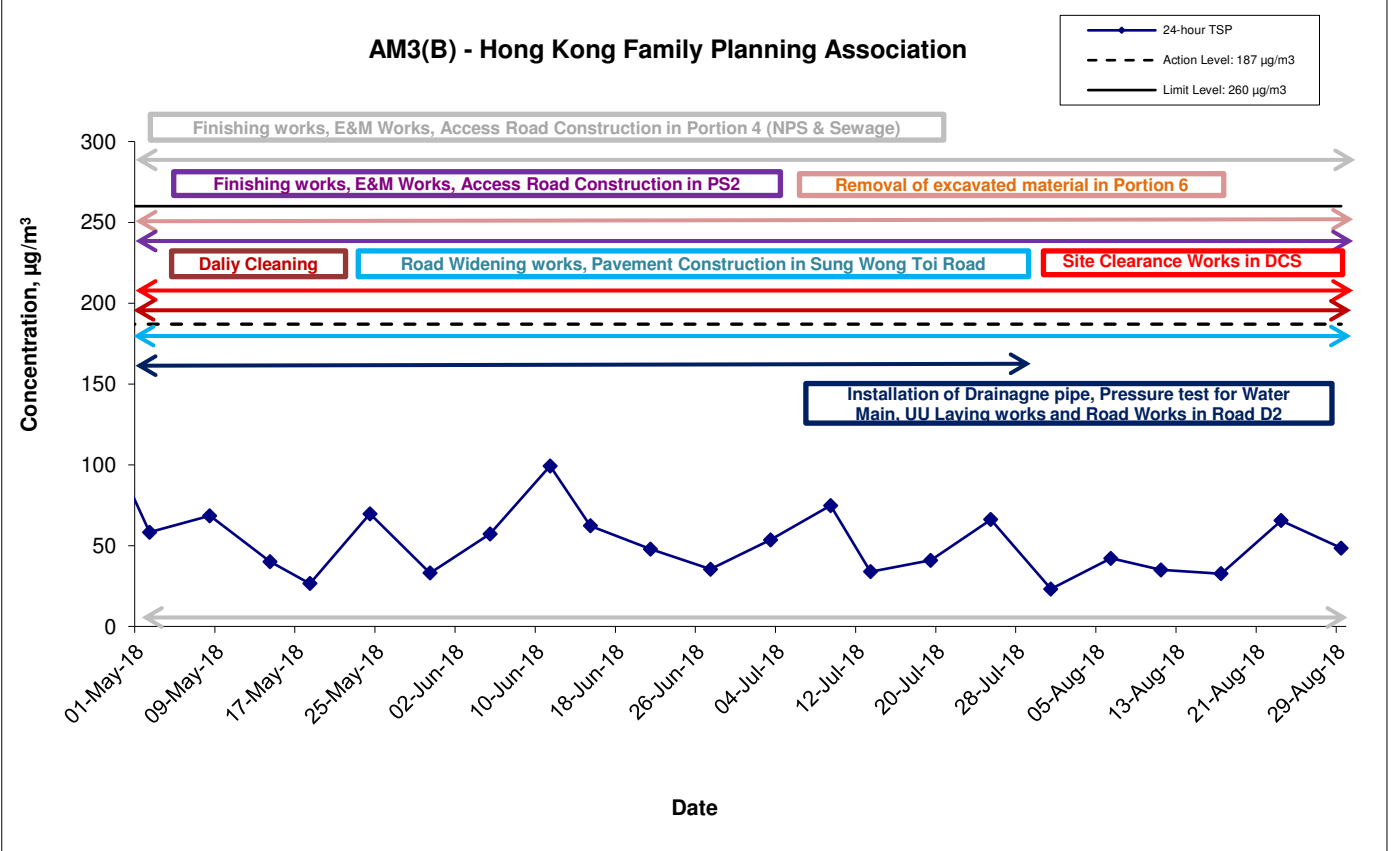 AM3(B) - Hong Kong Family Planning Association
24-hour TSP
Action Level: 187 µg/m3
Limit Level: 260 µg/m3
Finishing works, E&M Works, Access Road Construction in Portion 4 (NPS & Sewage)
Finishing works, E&M Works, Access Road Construction in PS2
Removal of excavated material in Portion 6
Daliy Cleaning
Road Widening works, Pavement Construction in Sung Wong Toi Road
Site Clearance Works in DCS
Installation of Drainagne pipe, Pressure test for Water
Main, UU Laying works and Road Works in Road D2
Concentration, µg/m³
300
250
200
150
100
50
0
01-May-18
09-May-18
17-May-18
25-May-18
02-Jun-18
10-Jun-18
18-Jun-18
26-Jun-18
04-Jul-18
12-Jul-18
20-Jul-18
28-Jul-18
05-Aug-18
13-Aug-18
21-Aug-18
29-Aug-18
Date